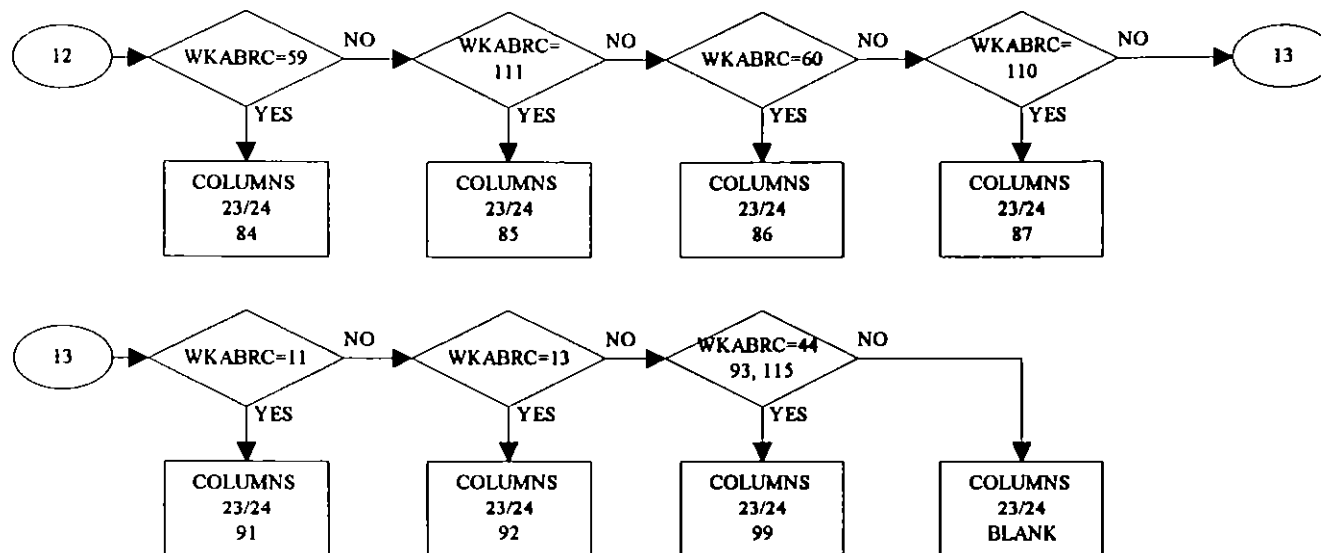 12
WKABRC=59
NO
WKABRC=
111
NO
WKABRC=60
NO
WKABRC=
110
NO
13
YES
YES
YES
YES
COLUMNS
23/24
84
COLUMNS
23/24
85
COLUMNS
23/24
86
COLUMNS
23/24
87
13
WKABRC=11
NO
WKABRC=13
NO
WKABRC=44
93, 115
NO
YES
YES
YES
COLUMNS
23/24
91
COLUMNS
23/24
92
COLUMNS
23/24
99
COLUMNS
23/24
BLANK